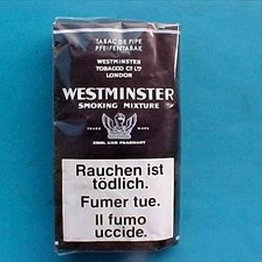 TABAC DE PIPE
PFEIFENTABAK
WESTMINSTER
TOBACCO Cº LTD
LONDON
WESTMINSTER
SMOKING MIXTURE
TRADE MARK
COOL AND FRAGRANT
Rauchen ist
tödlich.
Fumer tue.
Il fumo
uccide.